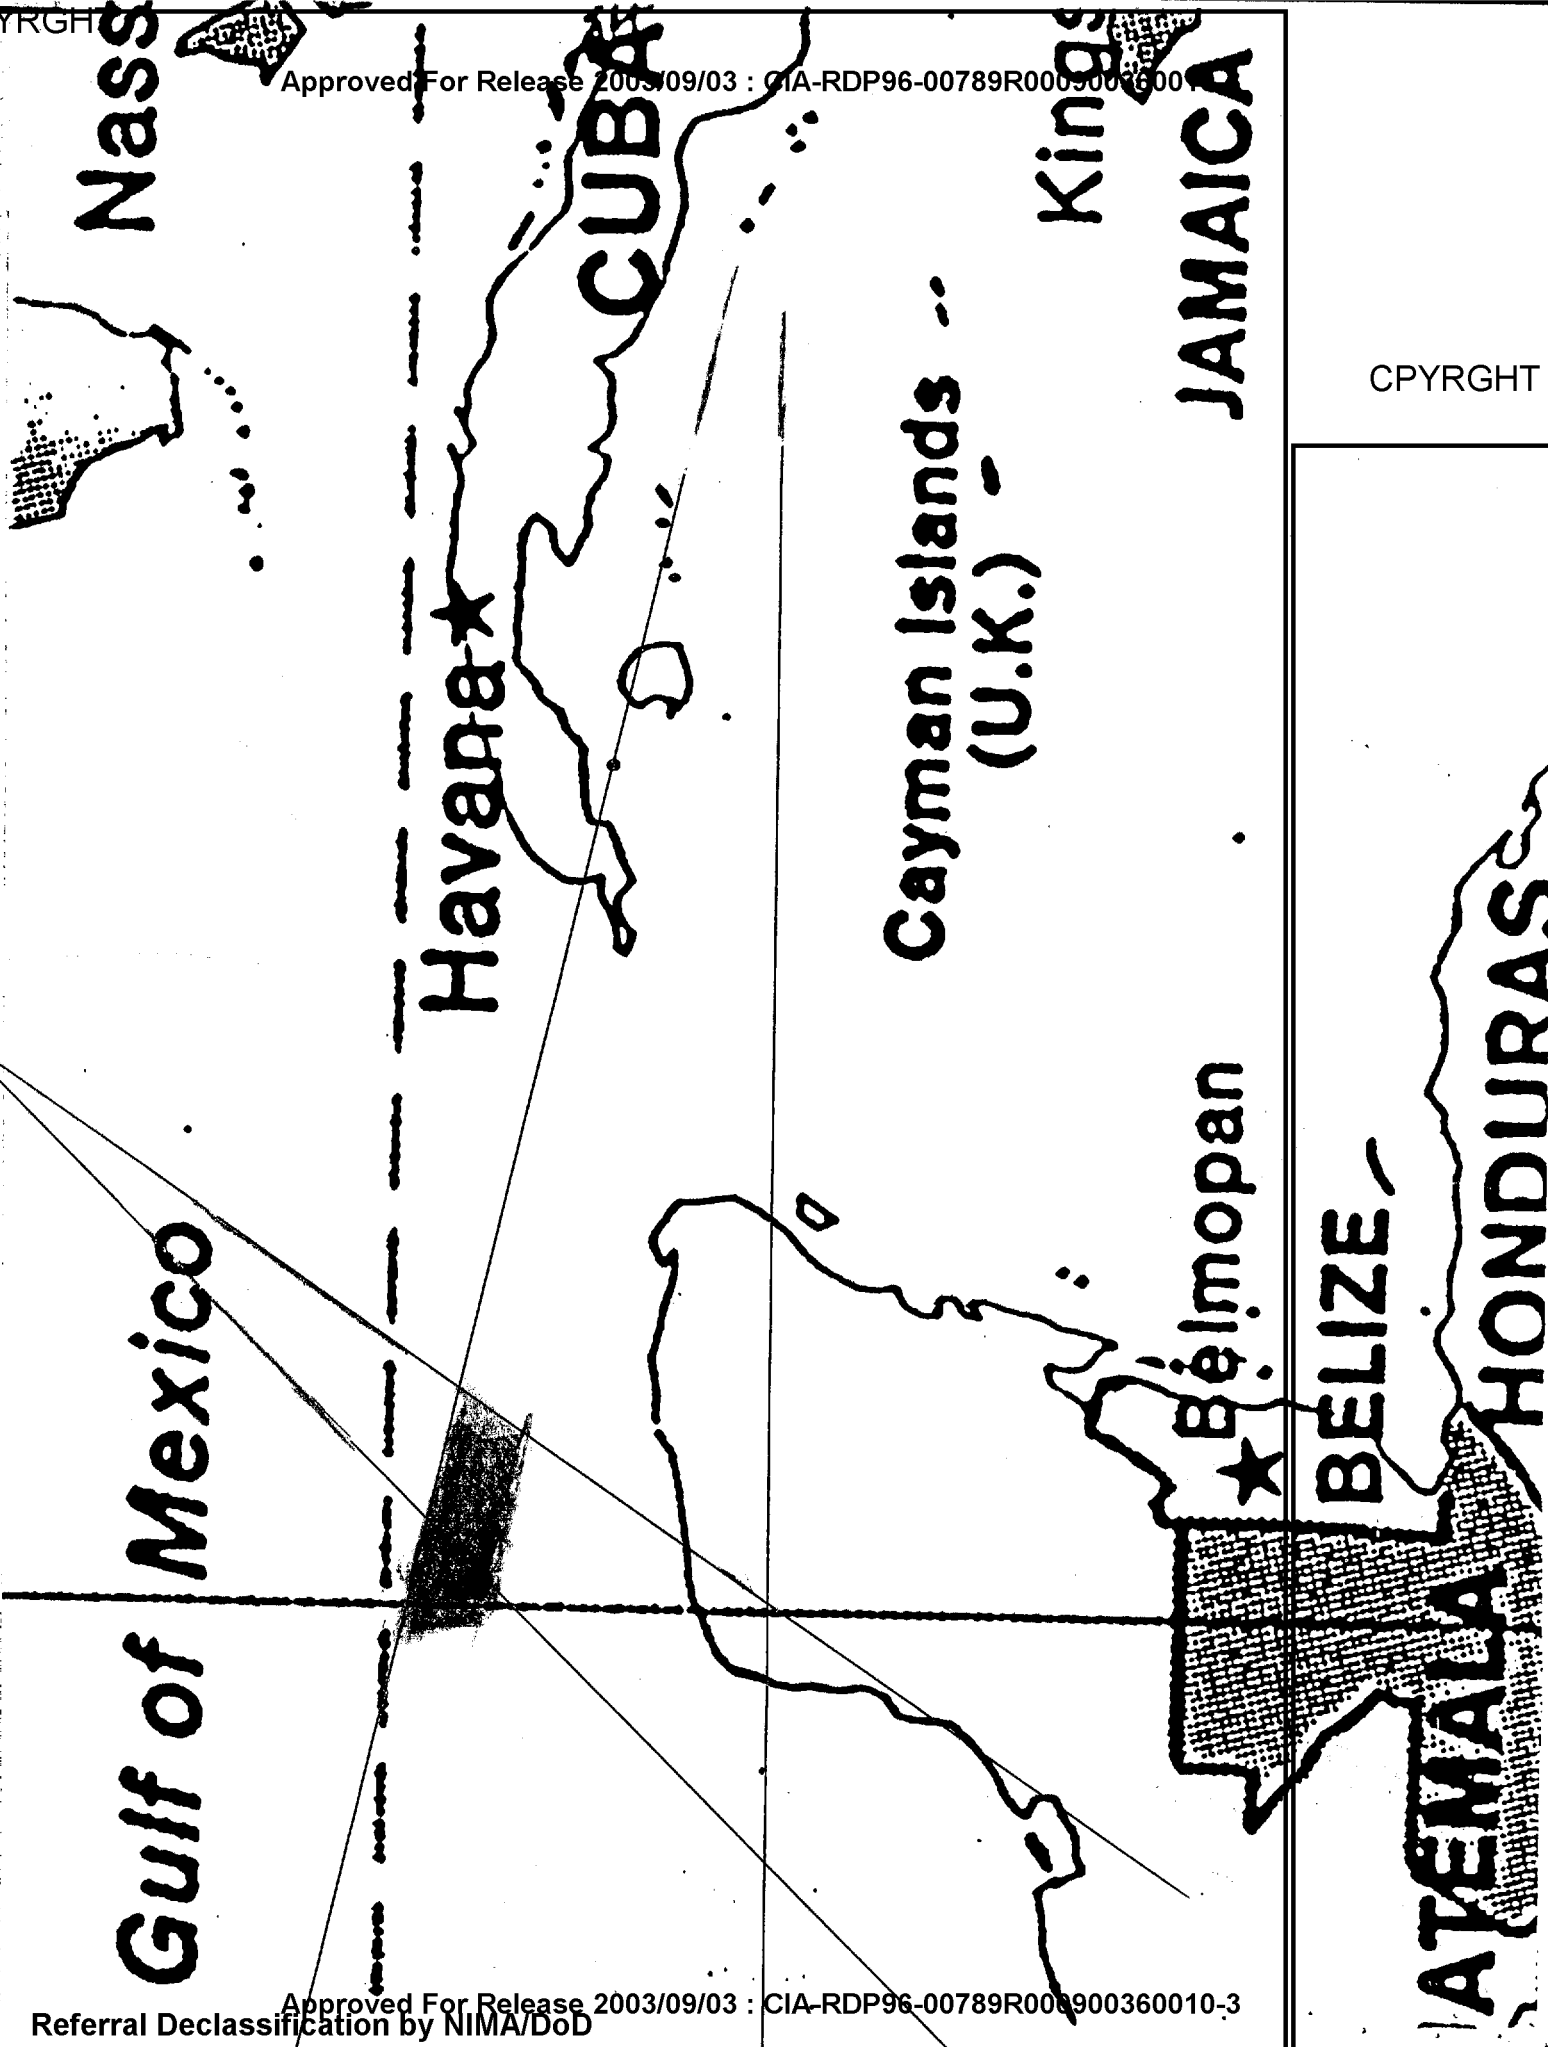 Approved For Release 2003/09/03 : CIA-RDP96-00789R00090036001
CUBA
JAMAICA
CPYRGHT
Havana
Cayman Islands
(U.K.)
Belmopan
BELIZE
HONDURAS
Gulf of Mexico
ATEMALA
Approved For Release 2003/09/03 : CIA-RDP96-00789R000900360010-3
Referral Declassification by NIMA/DoD
YRGHT
Nass
Kings